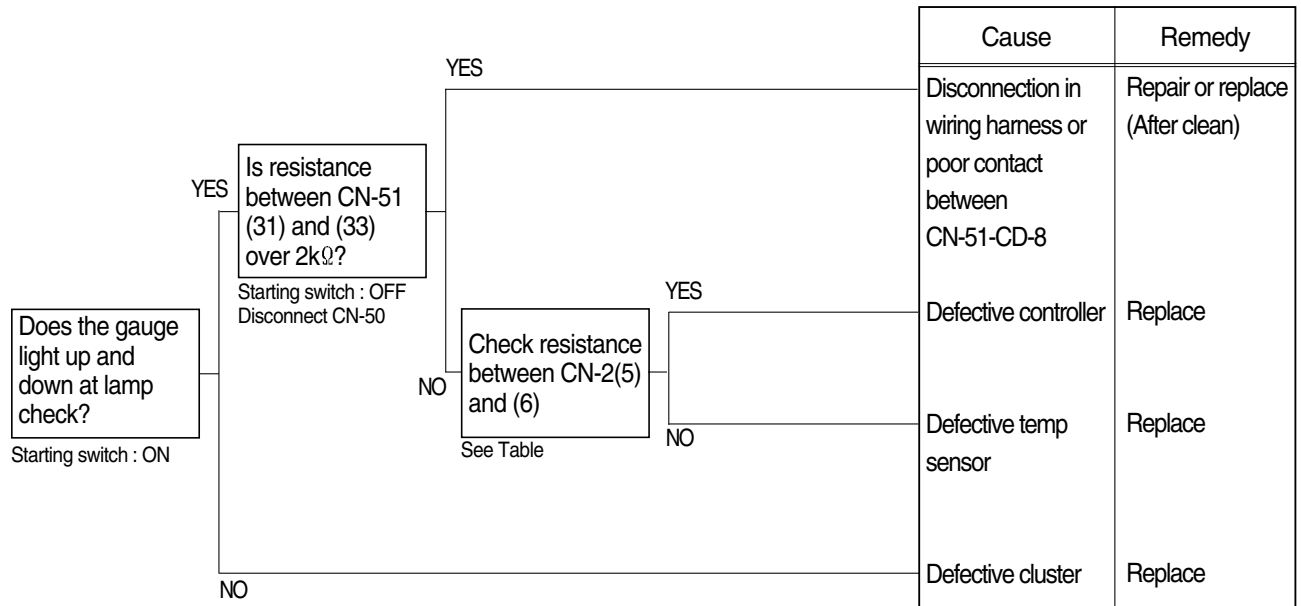 Cause
Remedy
YES
Disconnection in
wiring harness or
poor contact
between
CN-51-CD-8
Repair or replace
(After clean)
YES
Is resistance
between CN-51
(31) and (33)
over 2kΩ?
Starting switch : OFF
Disconnect CN-50
YES
Defective controller
Replace
Does the gauge
light up and
down at lamp
check?
Starting switch : ON
NO
Check resistance
between CN-2(5)
and (6)
See Table
NO
Defective temp
sensor
Replace
NO
Defective cluster
Replace